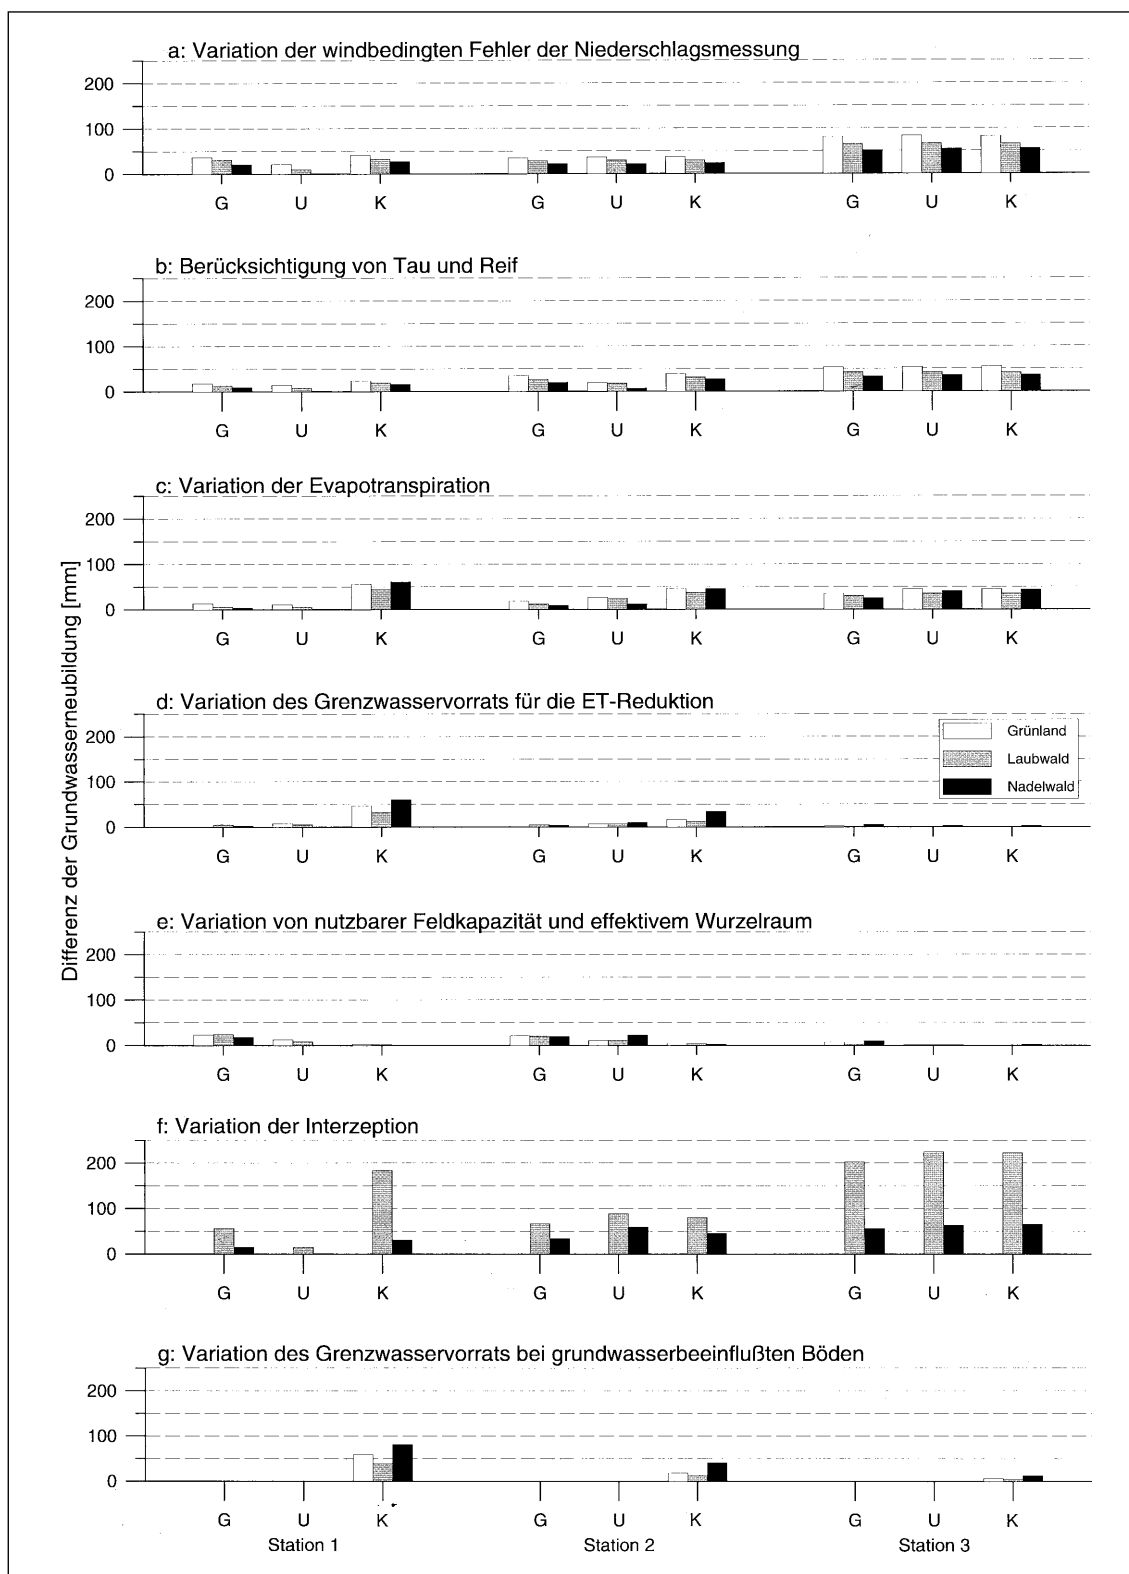 a: Variation der windbedingten Fehler der Niederschlagsmessung
200
100
0
G U K G U K G U K
b: Berücksichtigung von Tau und Reif
200
100
0
G U K G U K G U K
c: Variation der Evapotranspiration
200
100
0
G U K G U K G U K
Differenz der Grundwasserneubildung [mm]
d: Variation des Grenzwasservorrats für die ET-Reduktion
200
100
0
Grünland
Laubwald
Nadelwald
G U K G U K G U K
e: Variation von nutzbarer Feldkapazität und effektivem Wurzelraum
200
100
0
G U K G U K G U K
f: Variation der Interzeption
200
100
0
G U K G U K G U K
g: Variation des Grenzwasservorrats bei grundwasserbeeinflußten Böden
200
100
0
G U K G U K G U K
Station 1 Station 2 Station 3